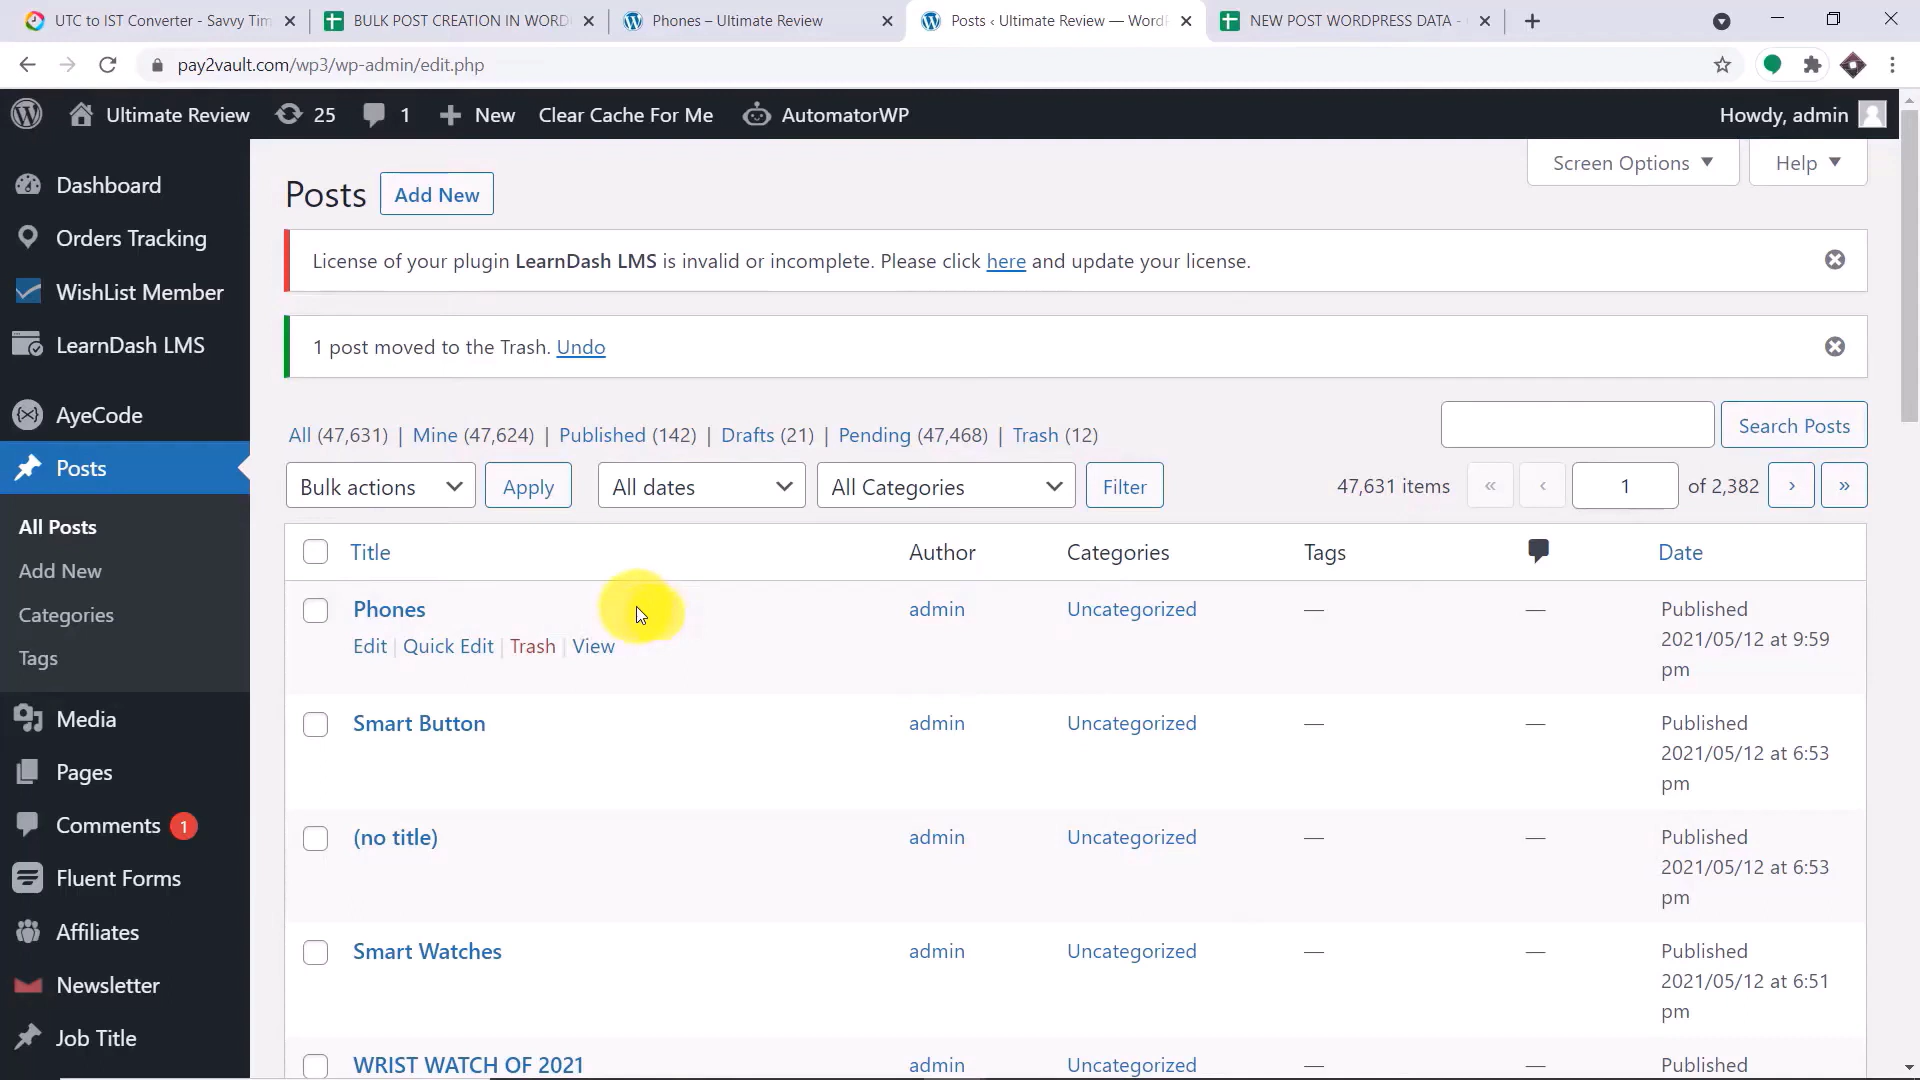 UTC to IST Converter - Savvy Tim
BULK POST CREATION IN WORD
Phones – Ultimate Review
Posts ‹ Ultimate Review — WordP
NEW POST WORDPRESS DATA -
pay2vault.com/wp3/wp-admin/edit.php
Ultimate Review
25
1
New
Clear Cache For Me
AutomatorWP
Howdy, admin
Dashboard
Orders Tracking
WishList Member
LearnDash LMS
AyeCode
Posts
All Posts
Add New
Categories
Tags
Media
Pages
Comments 1
Fluent Forms
Affiliates
Newsletter
Job Title
Screen Options
Help
Posts
Add New
License of your plugin LearnDash LMS is invalid or incomplete. Please click here and update your license.
1 post moved to the Trash. Undo
All (47,631) | Mine (47,624) | Published (142) | Drafts (21) | Pending (47,468) | Trash (12)
Search Posts
Bulk actions
Apply
All dates
All Categories
Filter
47,631 items
« ‹ 1 of 2,382 › »
Title Author Categories Tags Date
Phones admin Uncategorized — — Published
2021/05/12 at 9:59
pm
Edit | Quick Edit | Trash | View
Smart Button admin Uncategorized — — Published
2021/05/12 at 6:53
pm
(no title) admin Uncategorized — — Published
2021/05/12 at 6:53
pm
Smart Watches admin Uncategorized — — Published
2021/05/12 at 6:51
pm
WRIST WATCH OF 2021 admin Uncategorized — — Published